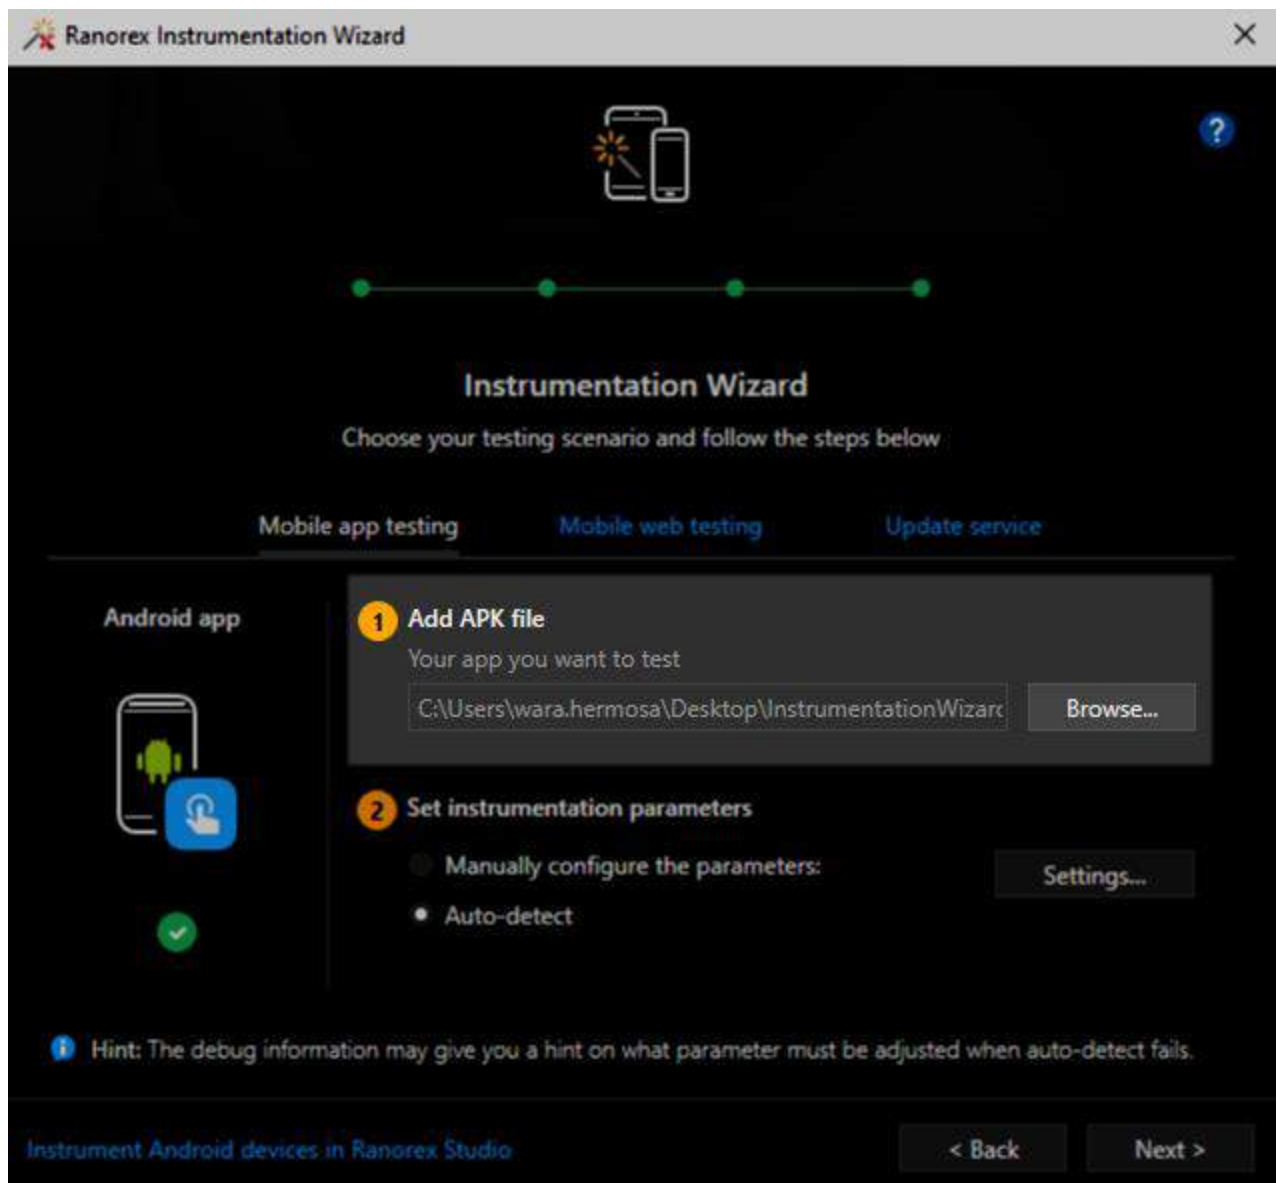 Ranorex Instrumentation Wizard
?
Instrumentation Wizard
Choose your testing scenario and follow the steps below
Mobile app testing Mobile web testing Update service
Android app
1 Add APK file
Your app you want to test
C:\Users\wara.hermosa\Desktop\InstrumentationWizard Browse...
2 Set instrumentation parameters
Manually configure the parameters: Settings...
Auto-detect
Hint: The debug information may give you a hint on what parameter must be adjusted when auto-detect fails.
Instrument Android devices in Ranorex Studio < Back Next >